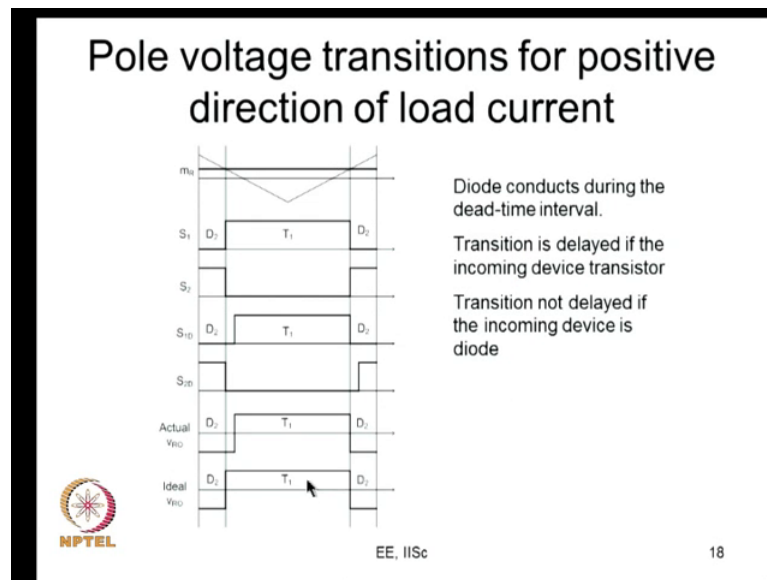 Pole voltage transitions for positive
direction of load current
mR
S1 D2 T1 D2
S2
S1D D2 T1 D2
S2D
Actual
vRO
D2 T1 D2
Ideal
vRO
D2 T1 D2
Diode conducts during the
dead-time interval.
Transition is delayed if the
incoming device transistor
Transition not delayed if
the incoming device is
diode
NPTEL
EE, IISc
18